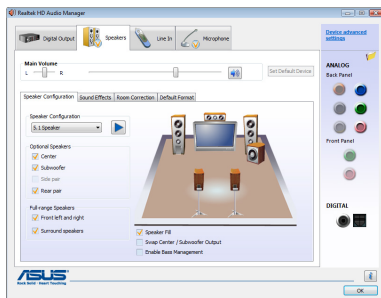 Realtek HD Audio Manager
Digital Output
Speakers
Line In
Microphone
Device advanced settings
Main Volume
L
R
Set Default Device
ANALOG
Back Panel
Speaker Configuration
Sound Effects
Room Correction
Default Format
Speaker Configuration
5.1 Speaker
Optional Speakers
Center
Subwoofer
Side pair
Rear pair
Front Panel
Full-range Speakers
Front left and right
Surround speakers
Speaker Fill
Swap Center / Subwoofer Output
Enable Bass Management
DIGITAL
ASUS
Rock Solid · Heart Touching
i
OK